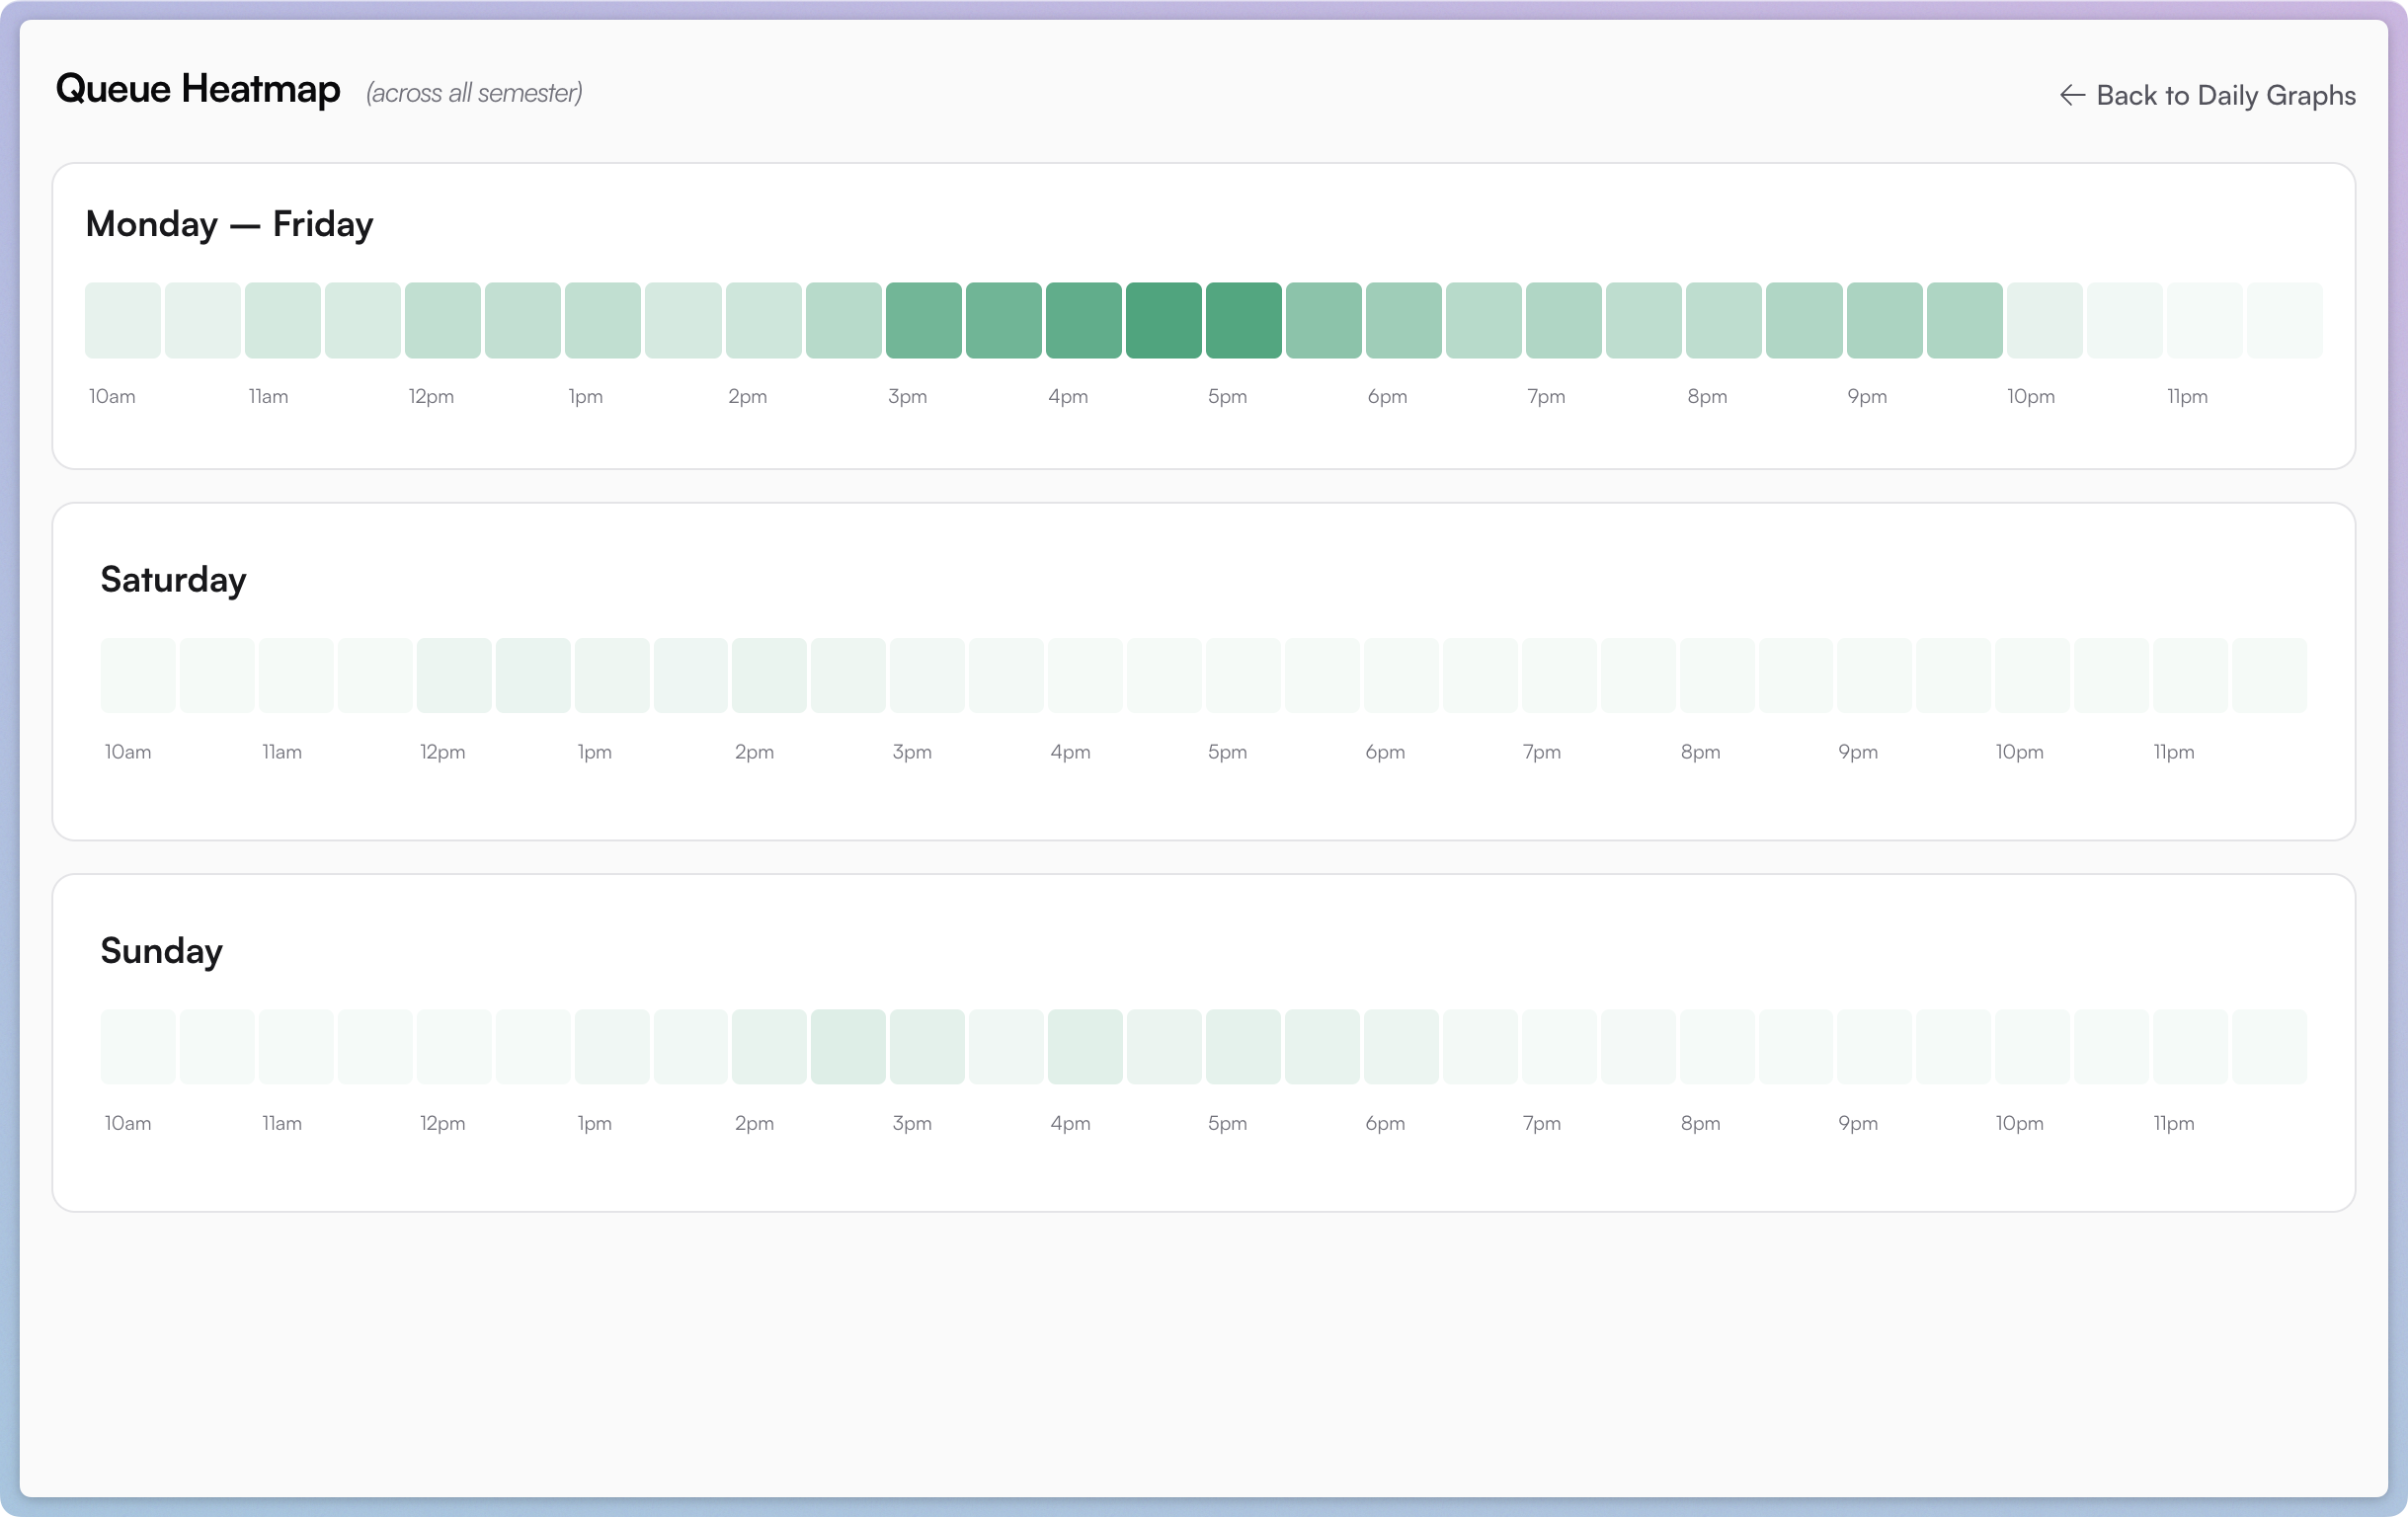 Queue Heatmap (across all semester)
← Back to Daily Graphs
Monday — Friday
10am 11am 12pm 1pm 2pm 3pm 4pm 5pm 6pm 7pm 8pm 9pm 10pm 11pm
Saturday
10am 11am 12pm 1pm 2pm 3pm 4pm 5pm 6pm 7pm 8pm 9pm 10pm 11pm
Sunday
10am 11am 12pm 1pm 2pm 3pm 4pm 5pm 6pm 7pm 8pm 9pm 10pm 11pm